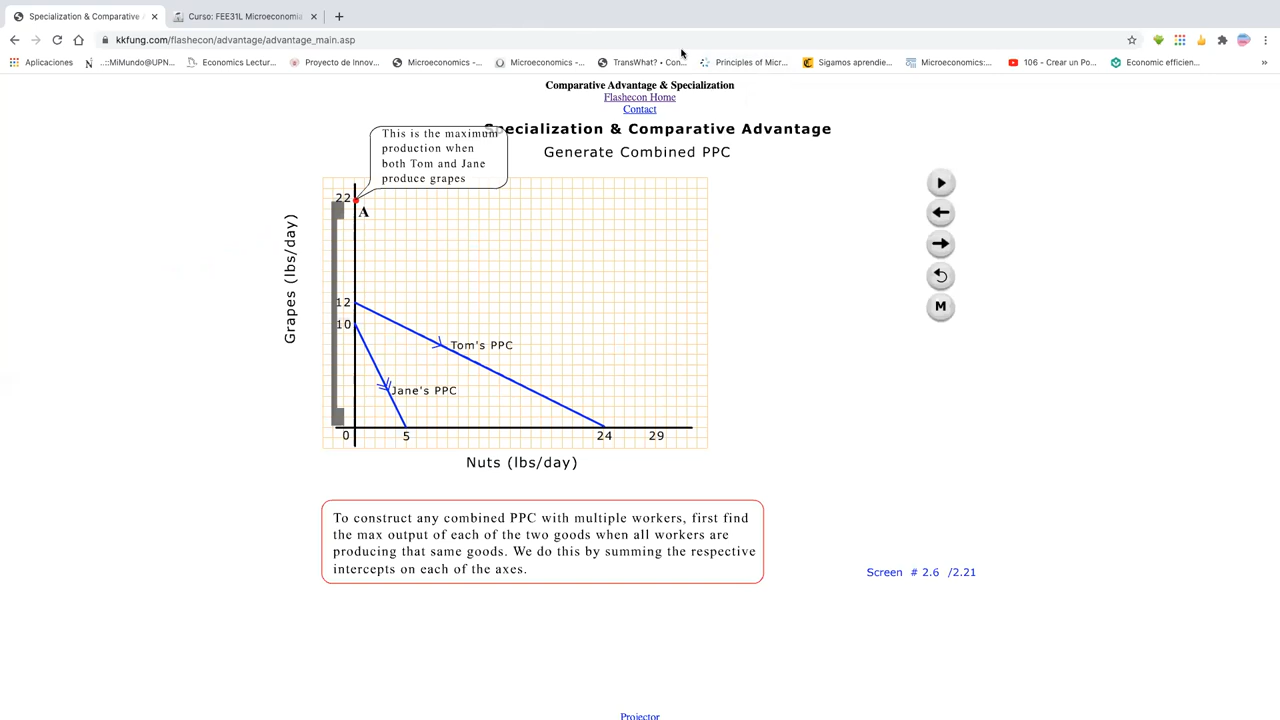 Specialization & Comparative A
Curso: FEE31L Microeconomia
kkfung.com/flashecon/advantage/advantage_main.asp
Aplicaciones
..::MiMundo@UPN...
Economics Lectur...
Proyecto de Innov...
Microeconomics -...
Microeconomics -...
TransWhat? • Con...
Principles of Micr...
Sigamos aprendie...
Microeconomics:...
106 - Crear un Po...
Economic efficien...
»
Comparative Advantage & Specialization
Flashecon Home
Contact
Specialization & Comparative Advantage
Generate Combined PPC
This is the maximum
production when
both Tom and Jane
produce grapes
22
A
Grapes (lbs/day)
12
10
Tom's PPC
Jane's PPC
0
5
24
29
Nuts (lbs/day)
M
To construct any combined PPC with multiple workers, first find
the max output of each of the two goods when all workers are
producing that same goods. We do this by summing the respective
intercepts on each of the axes.
Screen # 2.6 /2.21
Projector